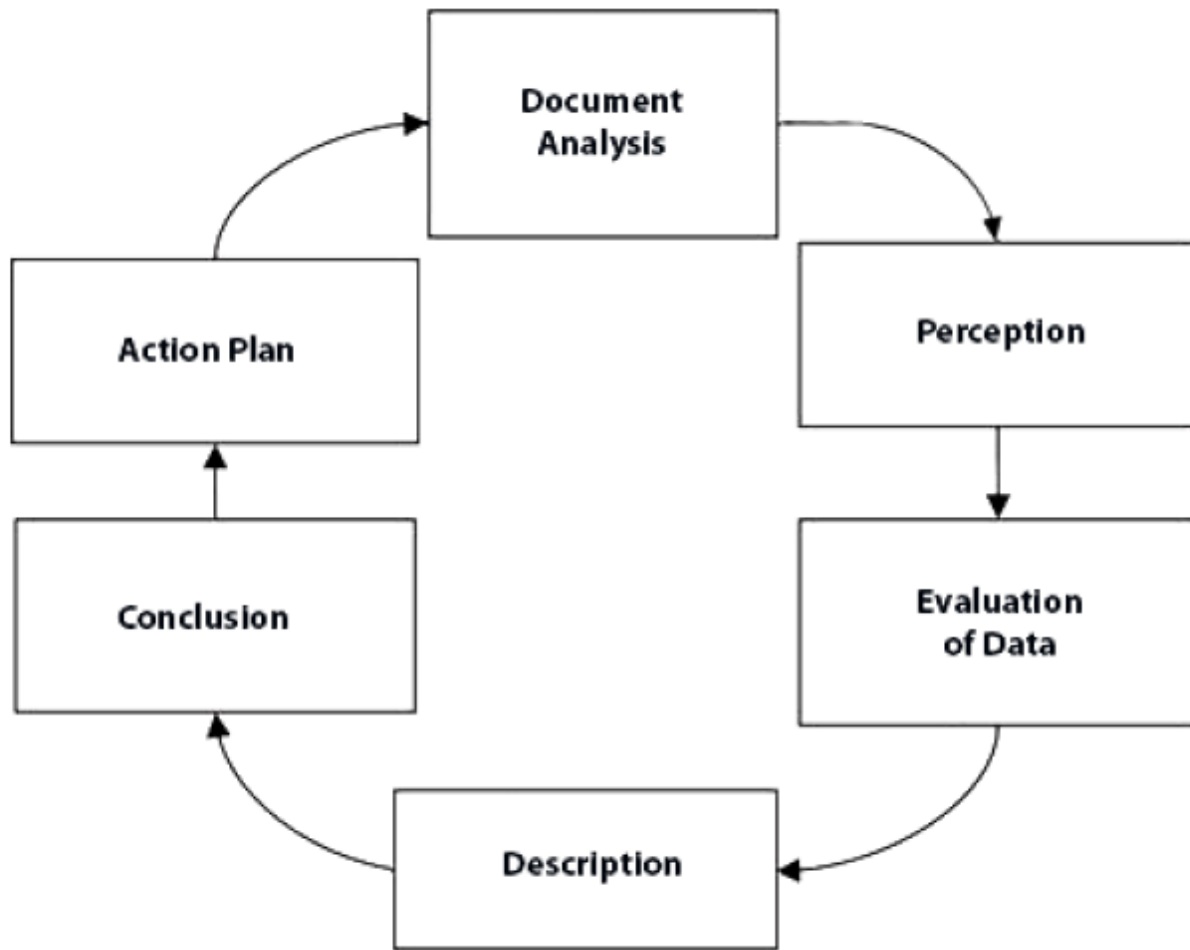 Document
Analysis
Perception
Evaluation
of Data
Description
Conclusion
Action Plan